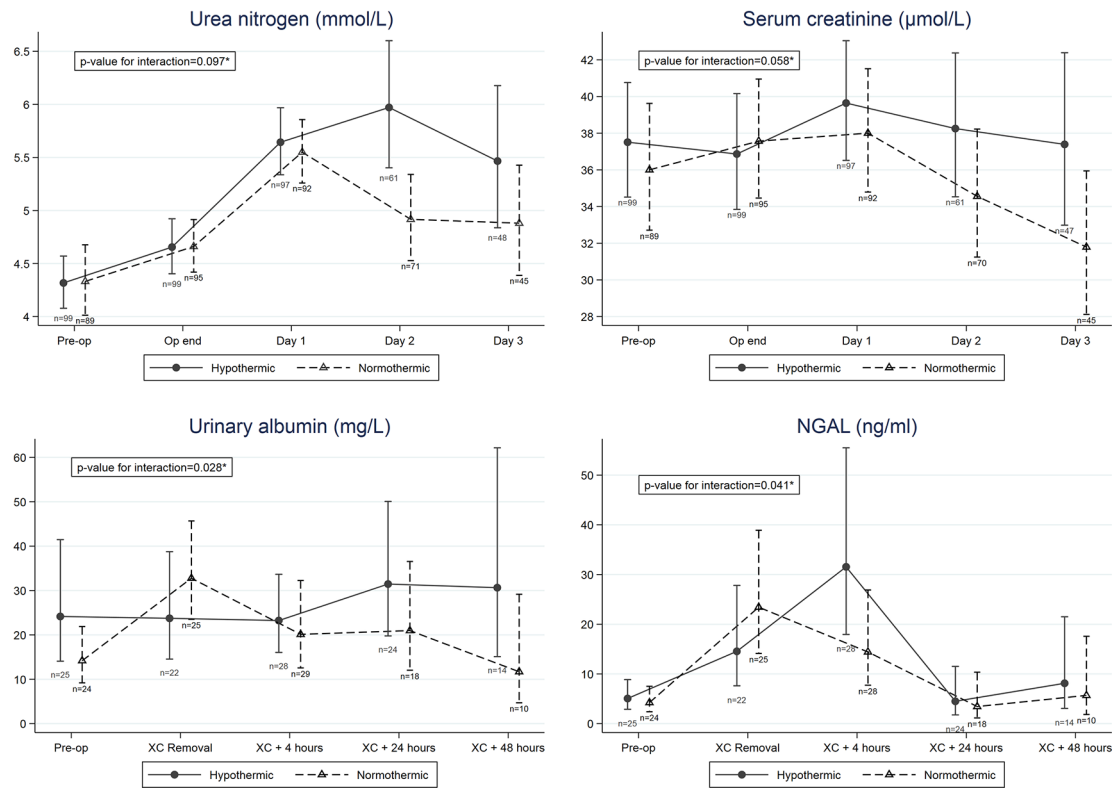 Urea nitrogen (mmol/L)
p-value for interaction=0.097*
6.5
6
5.5
5
4.5
4
n=99
n=89
n=99
n=95
n=97
n=92
n=61
n=71
n=48
n=45
Pre-op Op end Day 1 Day 2 Day 3
Hypothermic Normothermic
Serum creatinine (µmol/L)
p-value for interaction=0.058*
42
40
38
36
34
32
30
28
n=99
n=89
n=99
n=95
n=97
n=92
n=61
n=70
n=47
n=45
Pre-op Op end Day 1 Day 2 Day 3
Hypothermic Normothermic
Urinary albumin (mg/L)
p-value for interaction=0.028*
60
50
40
30
20
10
0
n=25
n=24
n=22
n=25
n=28
n=29
n=24
n=18
n=14
n=10
Pre-op XC Removal XC + 4 hours XC + 24 hours XC + 48 hours
Hypothermic Normothermic
NGAL (ng/ml)
p-value for interaction=0.041*
50
40
30
20
10
0
n=25
n=24
n=22
n=25
n=28
n=28
n=24
n=18
n=14
n=10
Pre-op XC Removal XC + 4 hours XC + 24 hours XC + 48 hours
Hypothermic Normothermic